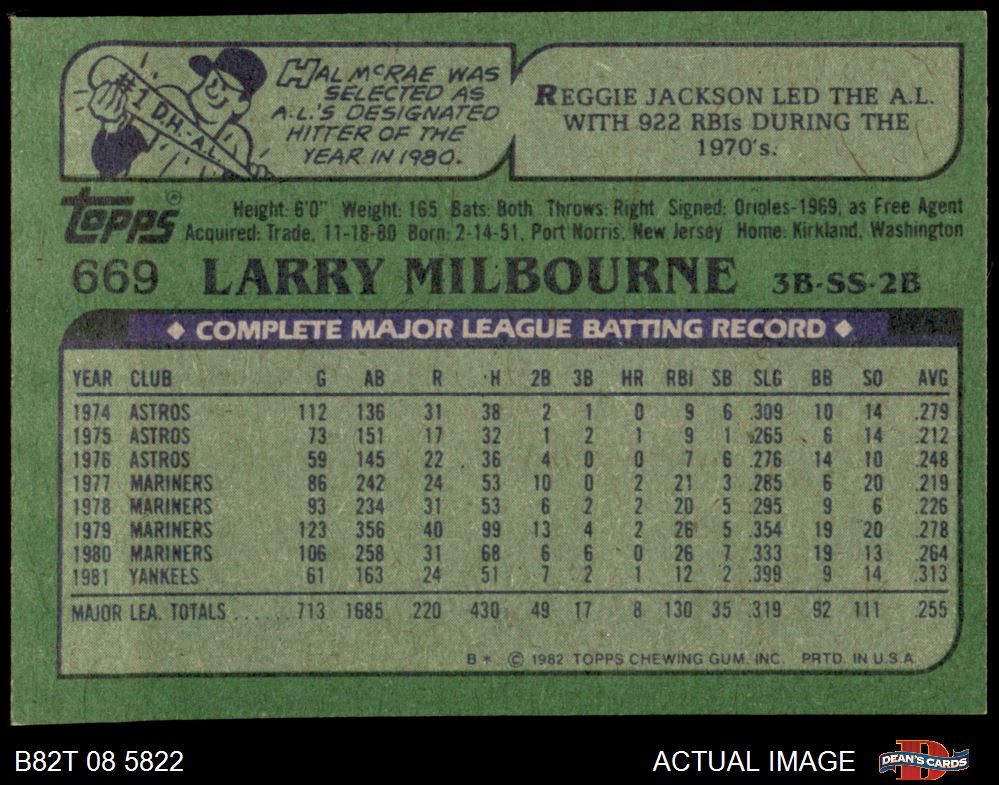 #1 D.H.-A.L.
HAL McRAE WAS
SELECTED AS
A.L.'S DESIGNATED
HITTER OF THE
YEAR IN 1980.
REGGIE JACKSON LED THE A.L.
WITH 922 RBIs DURING THE
1970's.
topps®
Height: 6'0" Weight: 165 Bats: Both Throws: Right Signed: Orioles-1969, as Free Agent
Acquired: Trade, 11-18-80 Born: 2-14-51, Port Norris, New Jersey Home: Kirkland, Washington
669 LARRY MILBOURNE 3B-SS-2B
◆ COMPLETE MAJOR LEAGUE BATTING RECORD ◆
YEAR CLUB G AB R H 2B 3B HR RBI SB SLG BB SO AVG
1974 ASTROS 112 136 31 38 2 1 0 9 6 .309 10 14 .279
1975 ASTROS 73 151 17 32 1 2 1 9 1 .265 6 14 .212
1976 ASTROS 59 145 22 36 4 0 0 7 6 .276 14 10 .248
1977 MARINERS 86 242 24 53 10 0 2 21 3 .285 6 20 .219
1978 MARINERS 93 234 31 53 6 2 2 20 5 .295 9 6 .226
1979 MARINERS 123 356 40 99 13 4 2 26 5 .354 19 20 .278
1980 MARINERS 106 258 31 68 6 6 0 26 7 .333 19 13 .264
1981 YANKEES 61 163 24 51 7 2 1 12 2 .399 9 14 .313
MAJOR LEA. TOTALS ...... 713 1685 220 430 49 17 8 130 35 .319 92 111 .255
B* © 1982 TOPPS CHEWING GUM, INC. PRTD. IN U.S.A.
B82T 08 5822 ACTUAL IMAGE DEAN'S CARDS